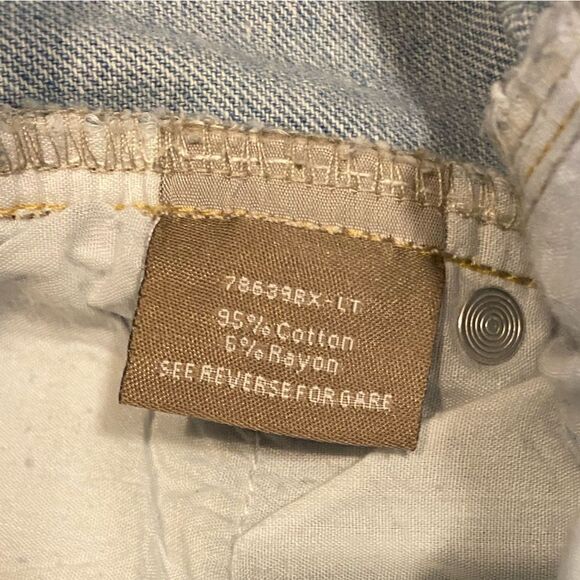 78639BX-LT
95% Cotton
5% Rayon
SEE REVERSE FOR CARE